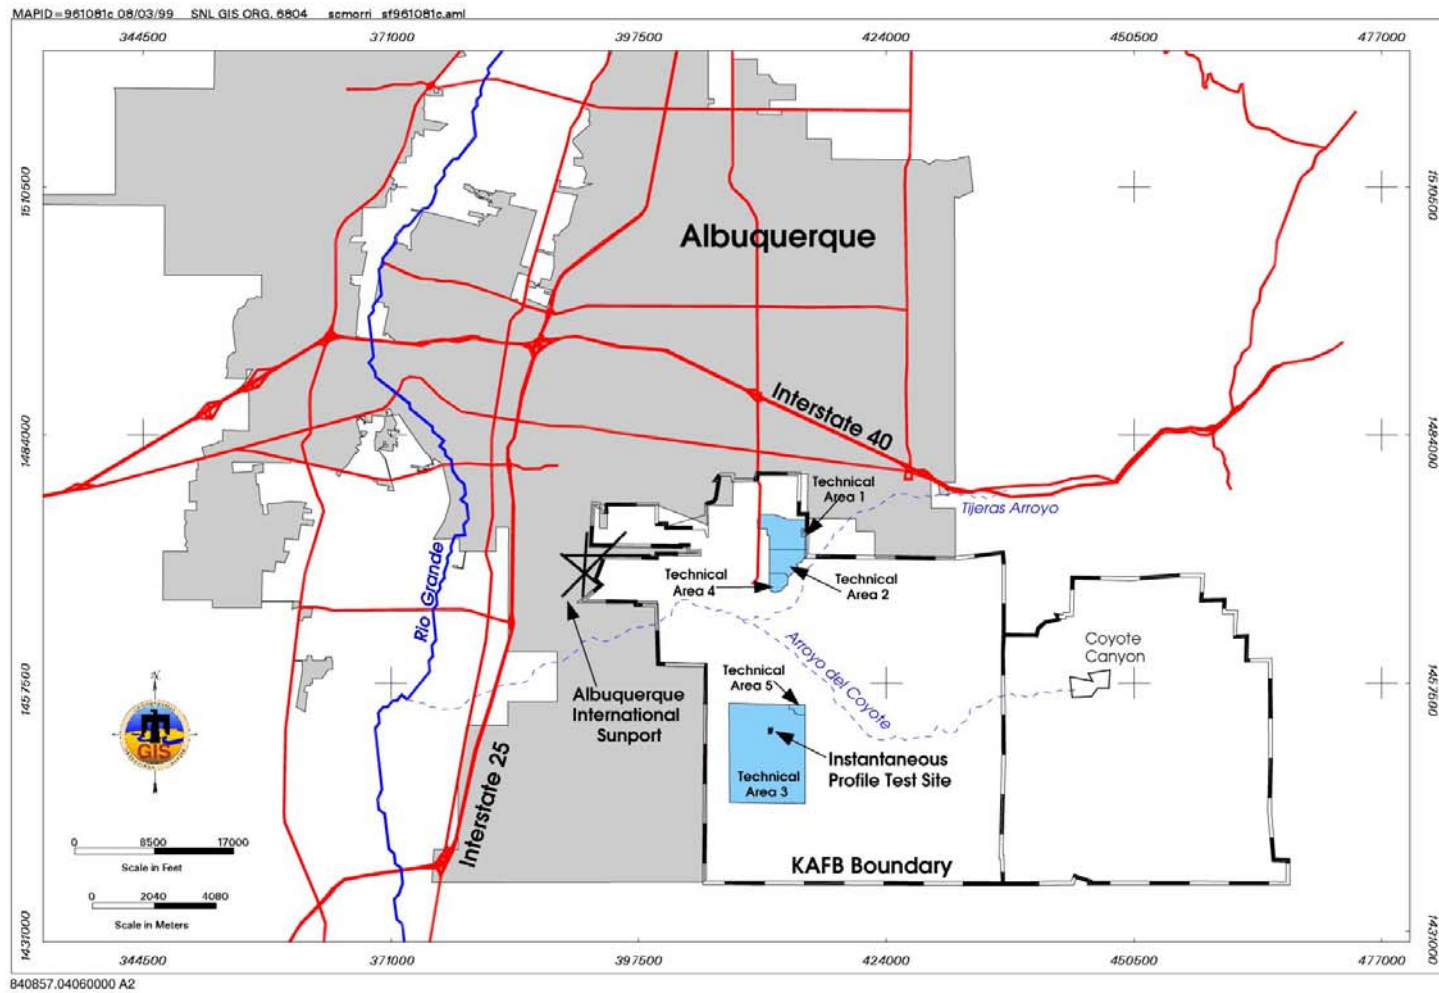 MAPID=961081c 08/03/99 SNL GIS ORG. 6804 scmorri sf961081c.aml
344500 371000 397500 424000 450500 477000
1510500
1510500
Albuquerque
Interstate 40
1484000
1484000
Technical
Area 1
Tijeras Arroyo
Technical
Area 4
Technical
Area 2
Rio Grande
Arroyo del Coyote
Coyote
Canyon
1457500
1457500
Technical
Area 5
Albuquerque
International
Sunport
GIS
Instantaneous
Profile Test Site
Technical
Area 3
Interstate 25
0 8500 17000
Scale in Feet
KAFB Boundary
0 2040 4080
Scale in Meters
1431000
1431000
344500 371000 397500 424000 450500 477000
840857.04060000 A2